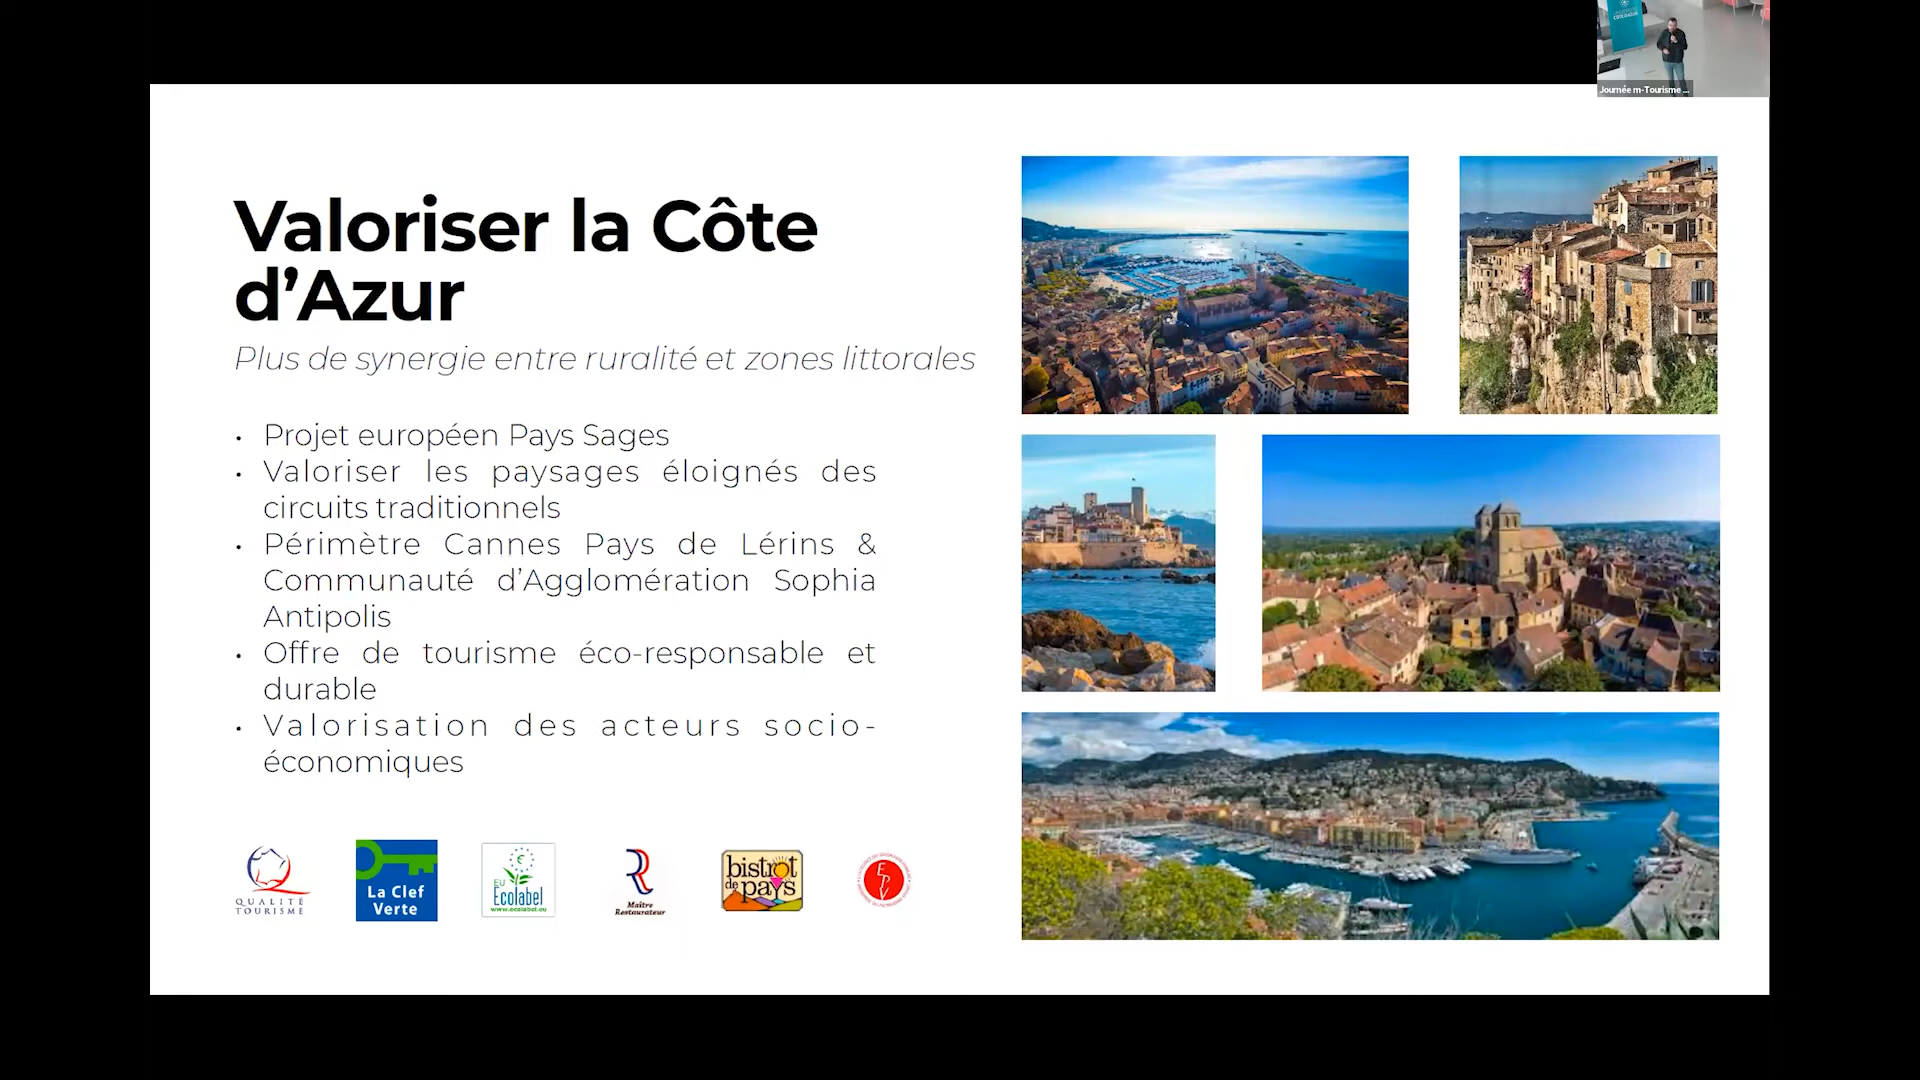 CÔTE D'AZUR
Journée m-Tourisme ...
Valoriser la Côte
d’Azur
Plus de synergie entre ruralité et zones littorales
• Projet européen Pays Sages
• Valoriser les paysages éloignés des
circuits traditionnels
• Périmètre Cannes Pays de Lérins &
Communauté d’Agglomération Sophia
Antipolis
• Offre de tourisme éco-responsable et
durable
• Valorisation des acteurs socio-
économiques
QUALITÉ
TOURISME
La Clef
Verte
EU
Ecolabel
www.ecolabel.eu
Maître
Restaurateur
bistrot
de pays
EPV